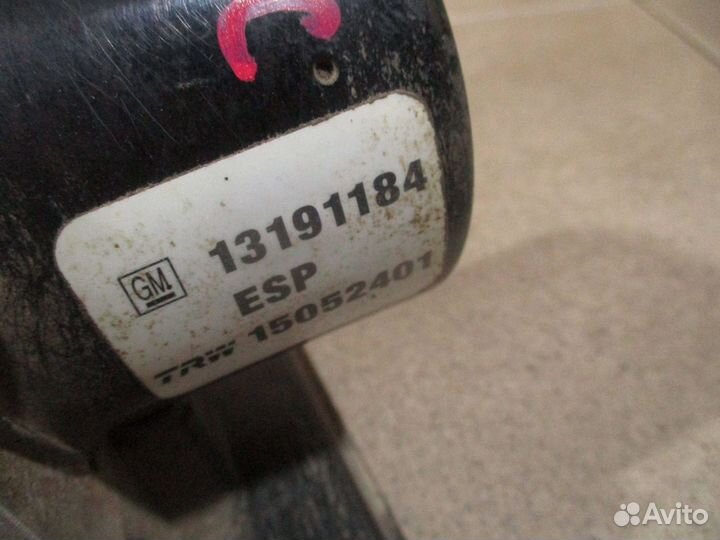 C
GM 13191184
ESP
TRW 15052401
Avito